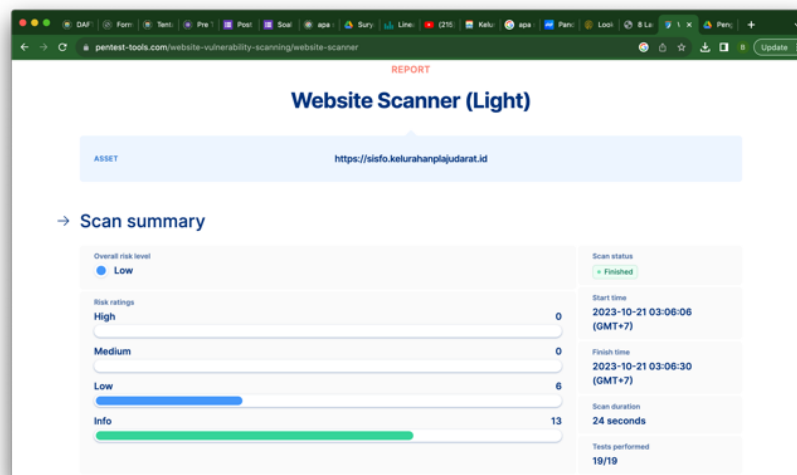 DAF
Form
Tent
Pre T
Post
Soal
apa
Sury
Line
(215
Kelu
apa
Panc
Look
8 La
Peng
pentest-tools.com/website-vulnerability-scanning/website-scanner
B
Update
REPORT
Website Scanner (Light)
ASSET https://sisfo.kelurahanplajudarat.id
→ Scan summary
Overall risk level
Low
Risk ratings
High 0
Medium 0
Low 6
Info 13
Scan status
Finished
Start time
2023-10-21 03:06:06
(GMT+7)
Finish time
2023-10-21 03:06:30
(GMT+7)
Scan duration
24 seconds
Tests performed
19/19